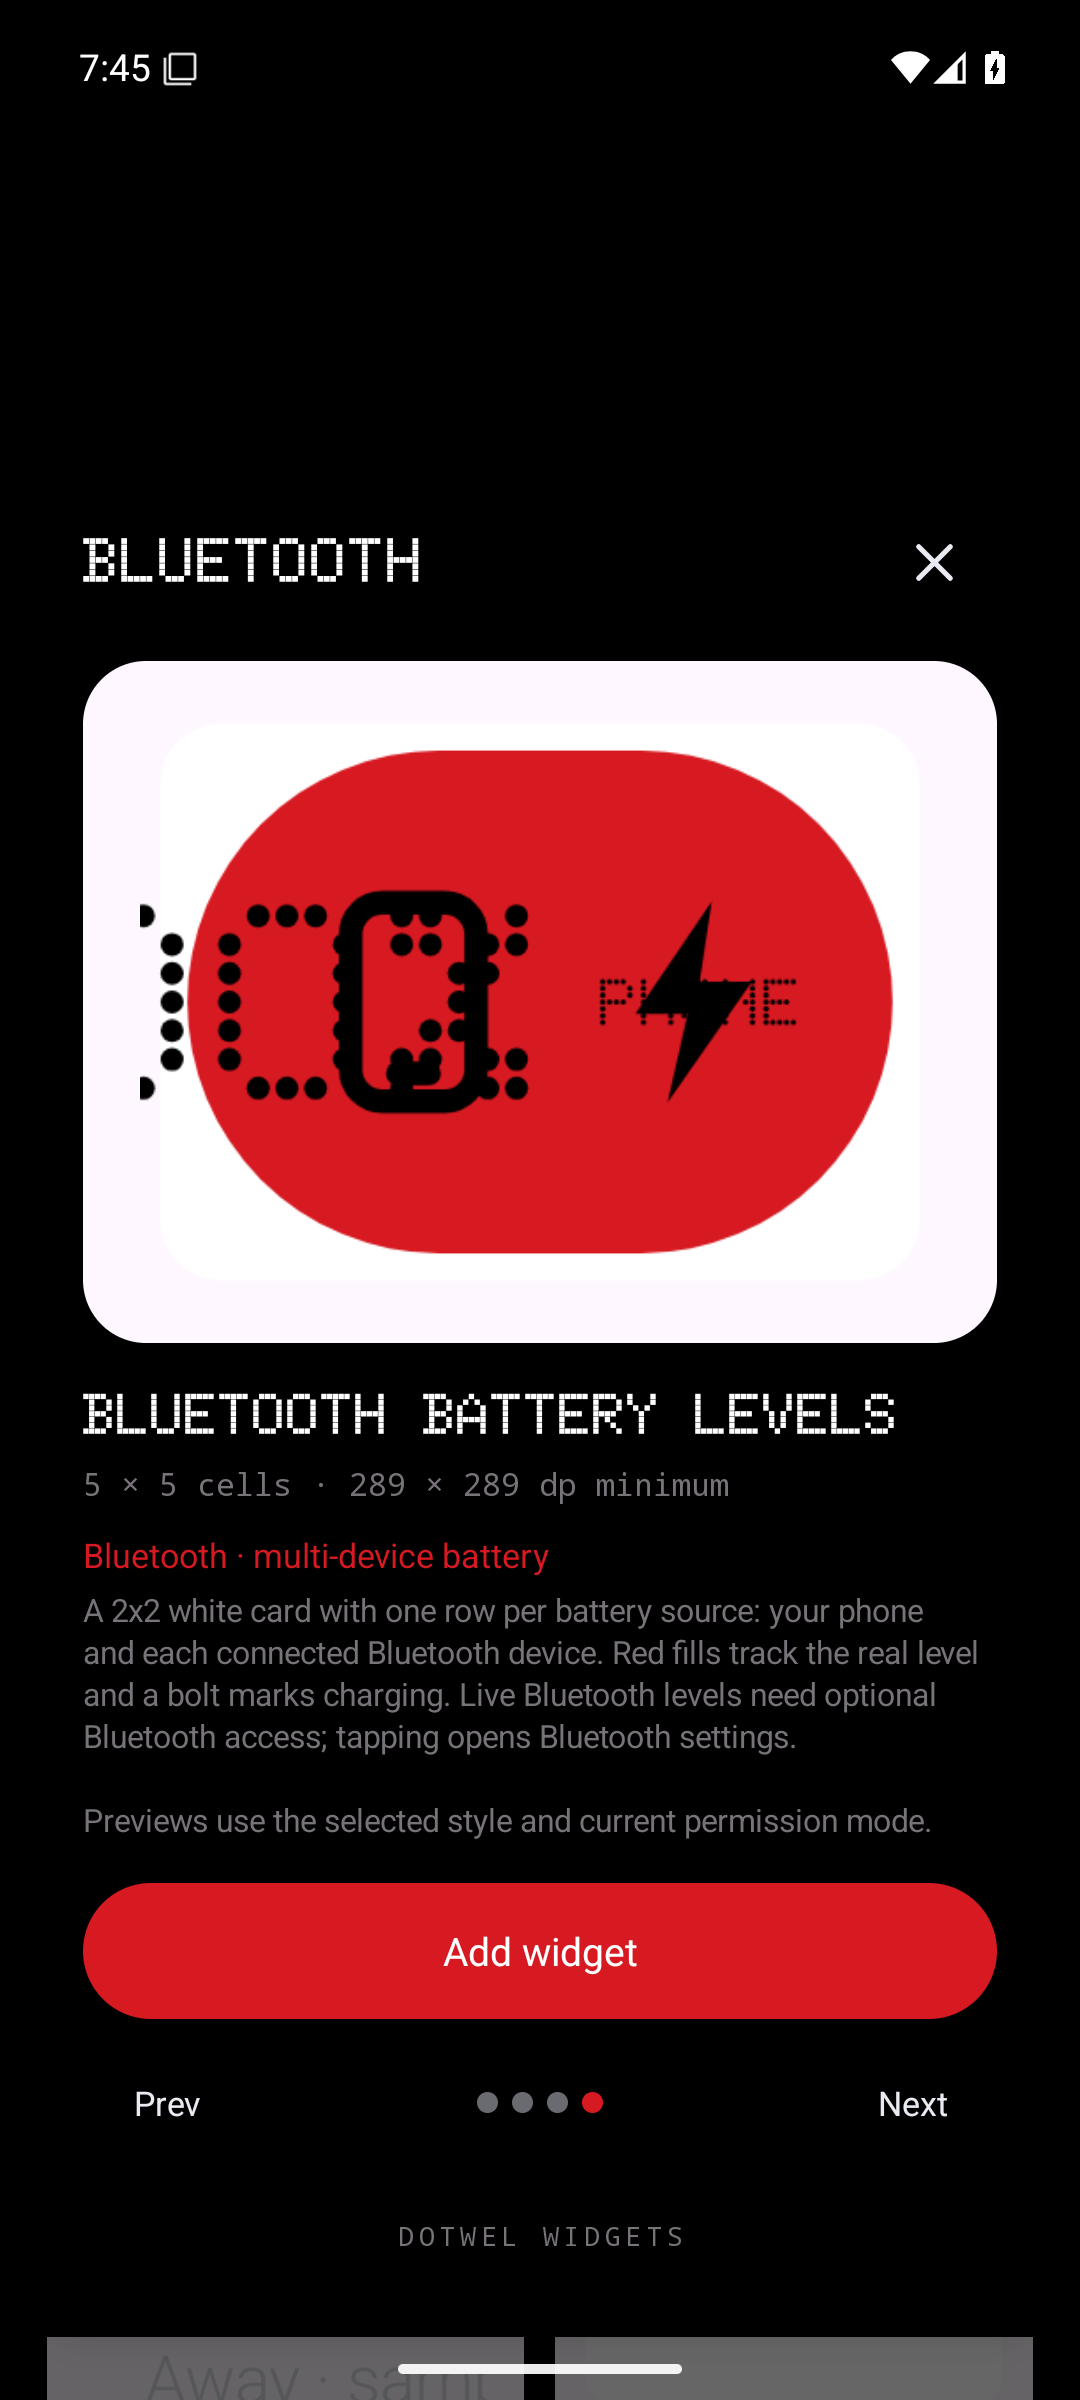 7:45
BLUETOOTH
BLUETOOTH BATTERY LEVELS
5 × 5 cells · 289 × 289 dp minimum
Bluetooth · multi-device battery
A 2x2 white card with one row per battery source: your phone
and each connected Bluetooth device. Red fills track the real level
and a bolt marks charging. Live Bluetooth levels need optional
Bluetooth access; tapping opens Bluetooth settings.
Previews use the selected style and current permission mode.
Add widget
Prev
Next
DOTWEL WIDGETS
Away ·